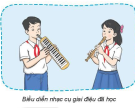 Biểu diễn nhạc cụ giai điệu đã học